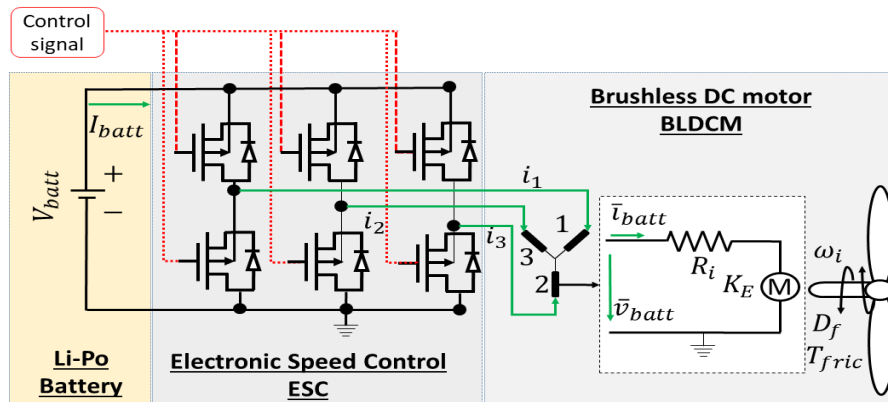 Control
signal
Brushless DC motor
BLDCM
I_batt
V_batt
+
−
i_1
i_2
i_3
1
3
2
i̅_batt
R_i
K_E
M
v̅_batt
ω_i
D_f
T_fric
Li-Po
Battery
Electronic Speed Control
ESC